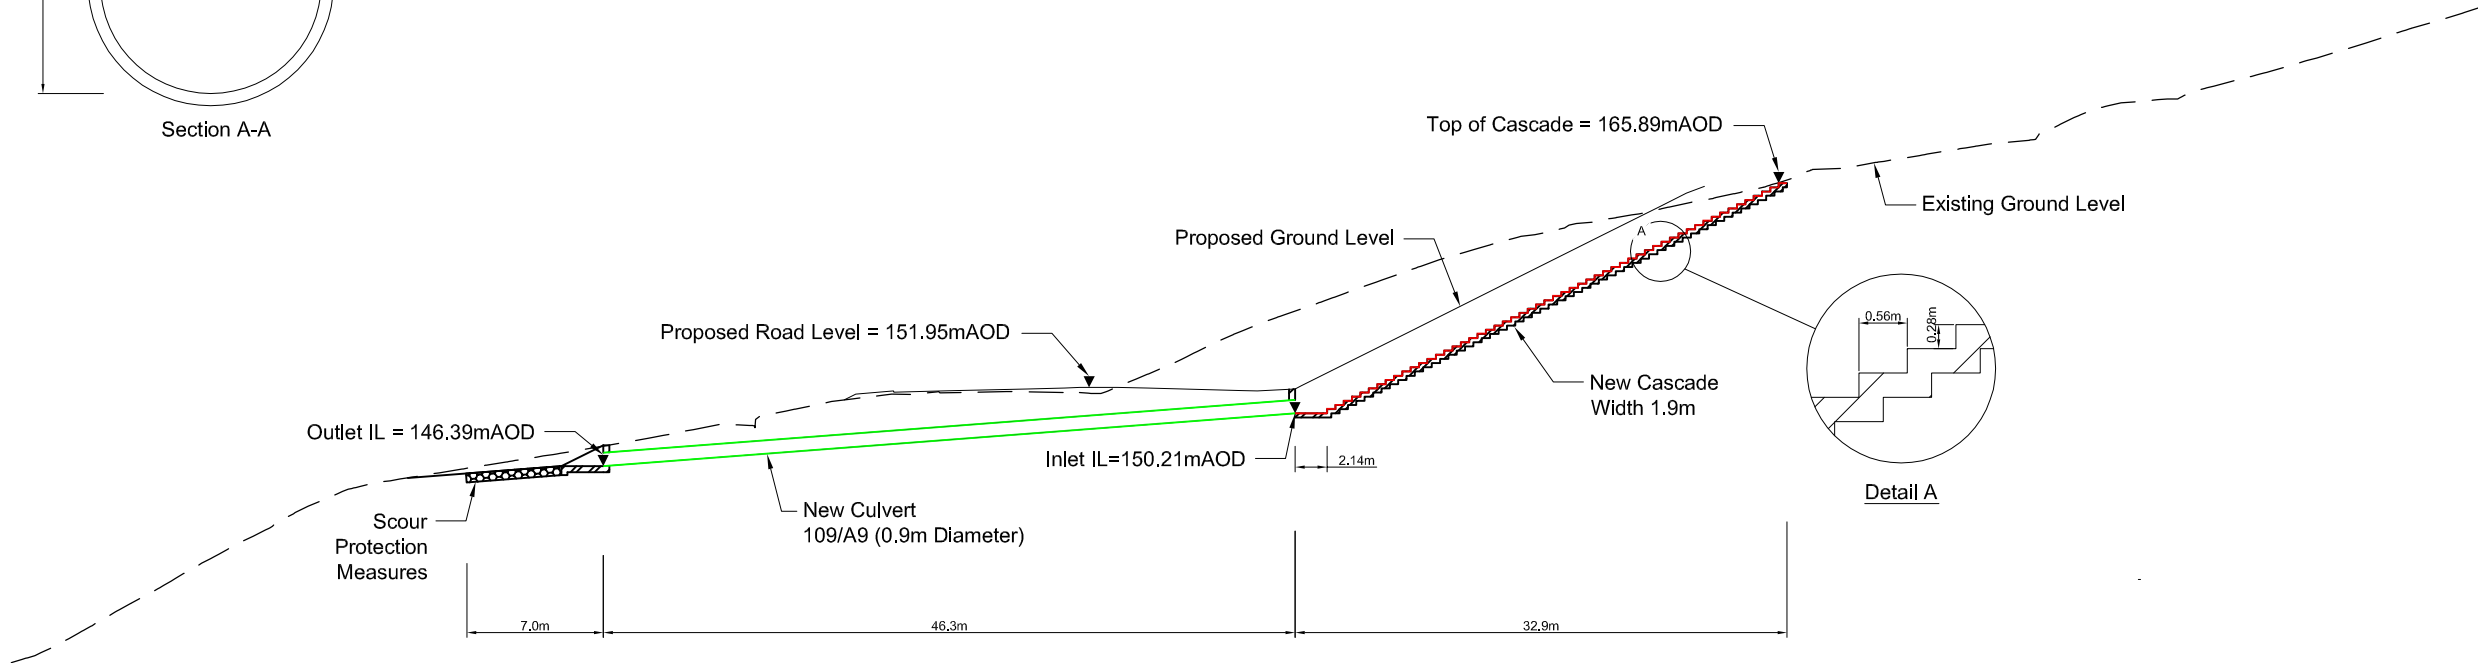 Section A-A
Top of Cascade = 165.89mAOD
Existing Ground Level
Proposed Ground Level
A
Proposed Road Level = 151.95mAOD
0.56m
0.28m
New Cascade
Width 1.9m
Outlet IL = 146.39mAOD
Inlet IL=150.21mAOD
2.14m
Detail A
New Culvert
109/A9 (0.9m Diameter)
Scour
Protection
Measures
7.0m
46.3m
32.9m